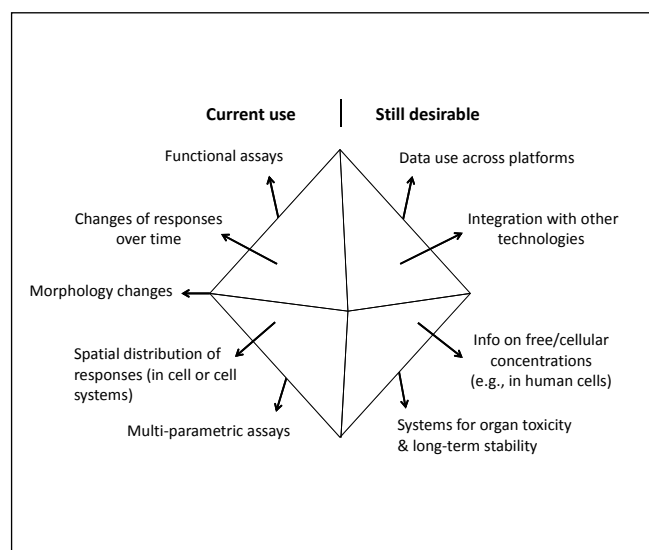 Current use
Still desirable
Functional assays
Data use across platforms
Changes of responses
over time
Integration with other
technologies
Morphology changes
Spatial distribution of
responses (in cell or cell
systems)
Info on free/cellular
concentrations
(e.g., in human cells)
Multi-parametric assays
Systems for organ toxicity
& long-term stability